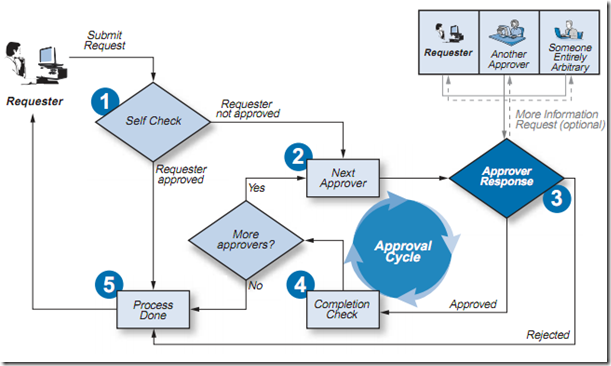 Submit
Request
Requester
1
Self Check
Requester
not approved
Requester
approved
2
Next
Approver
Requester
Another
Approver
Someone
Entirely
Arbitrary
More Information
Request (optional)
Approver
Response
3
Yes
More
approvers?
No
Approval
Cycle
4
Completion
Check
Approved
5
Process
Done
Rejected